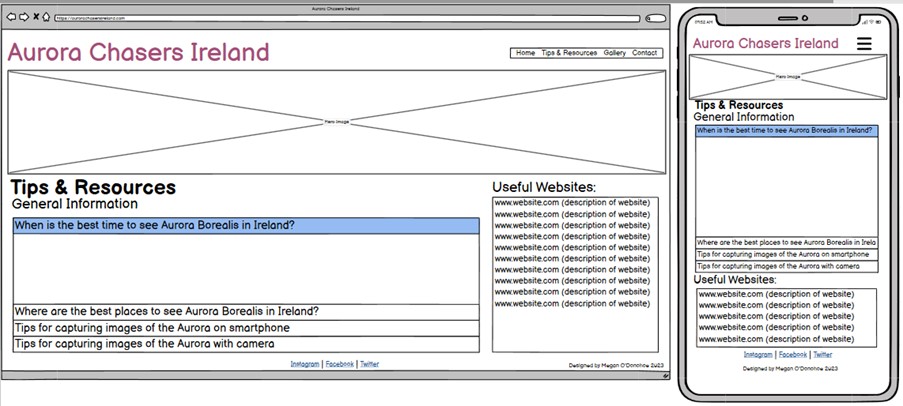 Aurora Chasers Ireland
https://aurorachasersireland.com
Aurora Chasers Ireland
Home Tips & Resources Gallery Contact
Hero Image
Tips & Resources
General Information
When is the best time to see Aurora Borealis in Ireland?
Where are the best places to see Aurora Borealis in Ireland?
Tips for capturing images of the Aurora on smartphone
Tips for capturing images of the Aurora with camera
Useful Websites:
www.website.com (description of website)
www.website.com (description of website)
www.website.com (description of website)
www.website.com (description of website)
www.website.com (description of website)
www.website.com (description of website)
www.website.com (description of website)
www.website.com (description of website)
www.website.com (description of website)
www.website.com (description of website)
Instagram | Facebook | Twitter
Designed by Megan O'Donohoe 2023
Aurora Chasers Ireland
Hero Image
Tips & Resources
General Information
When is the best time to see Aurora Borealis in Ireland?
Where are the best places to see Aurora Borealis in Irela
Tips for capturing images of the Aurora on smartphone
Tips for capturing images of the Aurora with camera
Useful Websites:
www.website.com (description of website)
www.website.com (description of website)
www.website.com (description of website)
www.website.com (description of website)
www.website.com (description of website)
Instagram | Facebook | Twitter
Designed by Megan O'Donohoe 2023